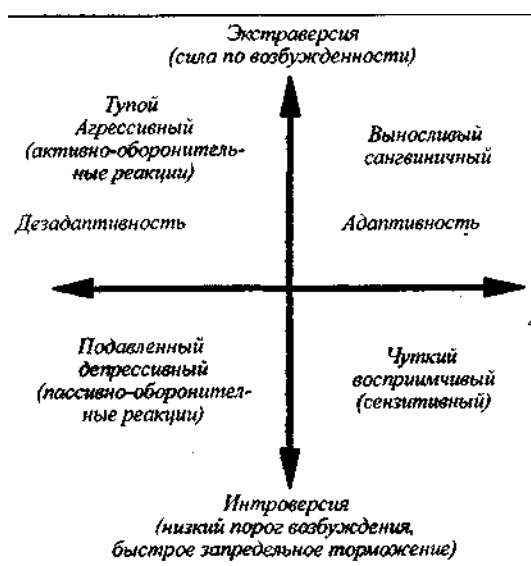 Экстраверсия
(сила по возбужденности)
Тупой
Агрессивный
(активно-оборонитель-
ные реакции)
Выносливый
сангвиничный
Дезадаптивность
Адаптивность
Подавленный
депрессивный
(пассивно-оборонитель-
ные реакции)
Чуткий
восприимчивый
(сензитивный)
Интроверсия
(низкий порог возбуждения,
быстрое запредельное торможение)